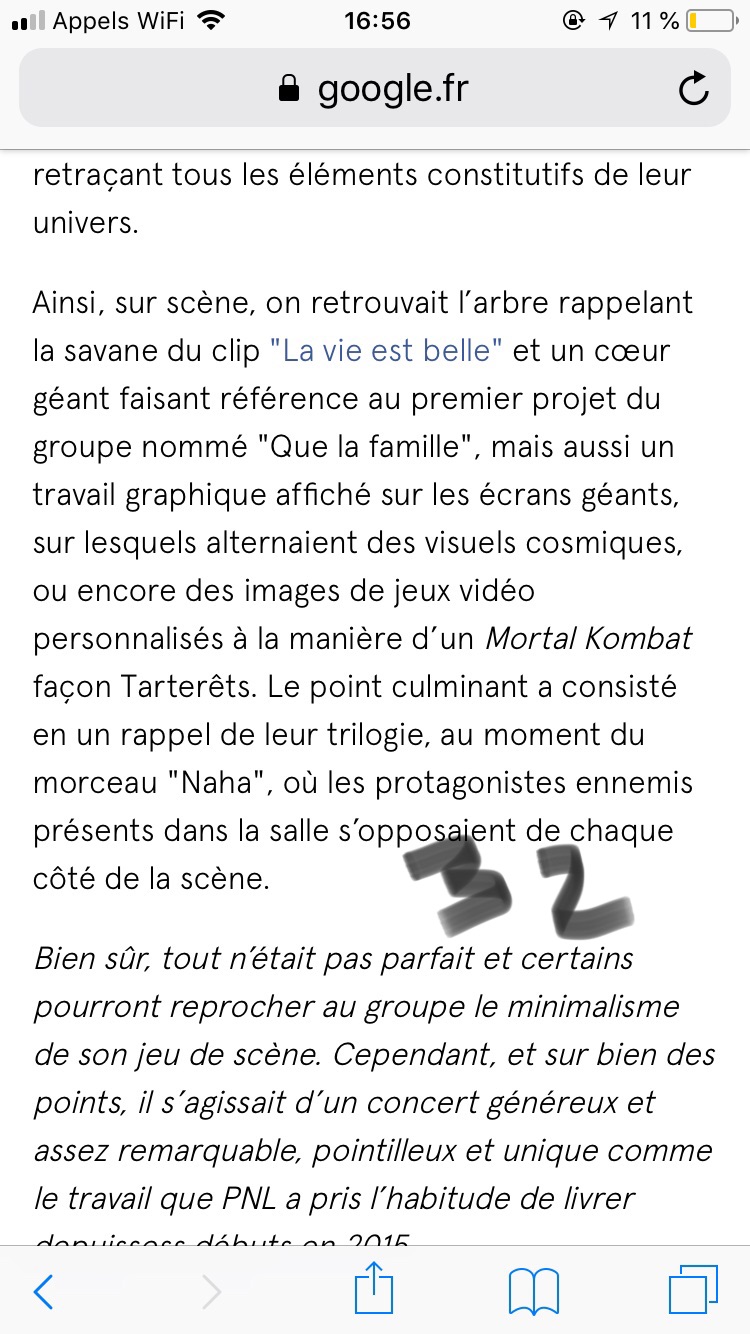 Appels WiFi 16:56 11 %
google.fr
retraçant tous les éléments constitutifs de leur
univers.
Ainsi, sur scène, on retrouvait l’arbre rappelant
la savane du clip "La vie est belle" et un cœur
géant faisant référence au premier projet du
groupe nommé "Que la famille", mais aussi un
travail graphique affiché sur les écrans géants,
sur lesquels alternaient des visuels cosmiques,
ou encore des images de jeux vidéo
personnalisés à la manière d’un Mortal Kombat
façon Tarterêts. Le point culminant a consisté
en un rappel de leur trilogie, au moment du
morceau "Naha", où les protagonistes ennemis
présents dans la salle s’opposaient de chaque
côté de la scène.
32
Bien sûr, tout n’était pas parfait et certains
pourront reprocher au groupe le minimalisme
de son jeu de scène. Cependant, et sur bien des
points, il s’agissait d’un concert généreux et
assez remarquable, pointilleux et unique comme
le travail que PNL a pris l’habitude de livrer
depuissess débuts en 2015